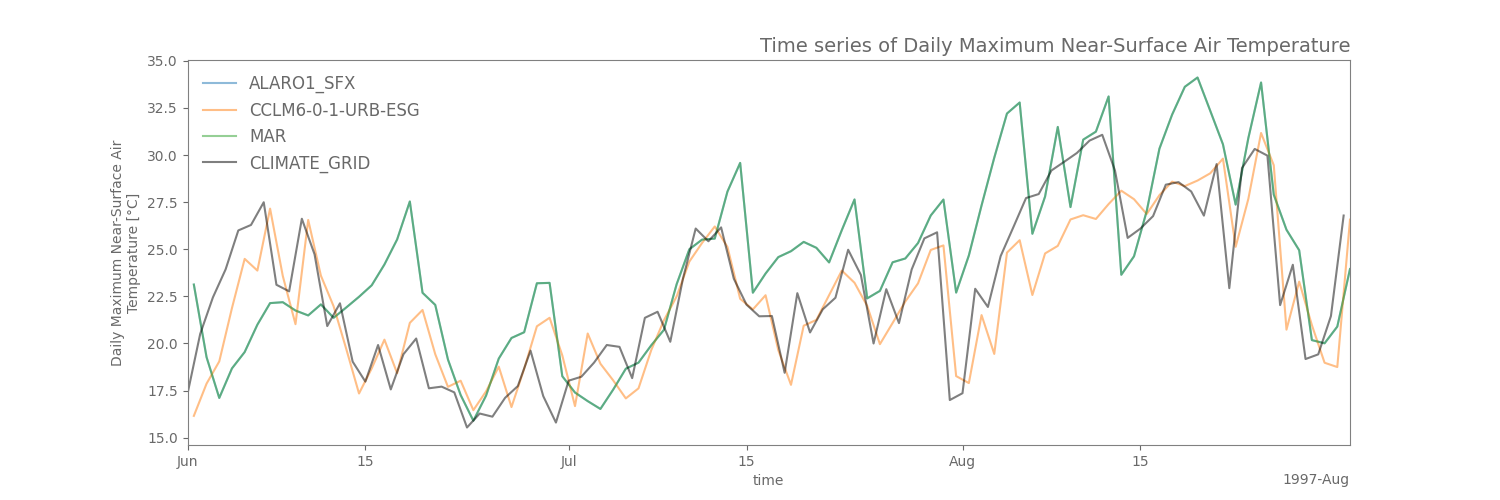 Time series of Daily Maximum Near-Surface Air Temperature
35.0
32.5
30.0
27.5
25.0
22.5
20.0
17.5
15.0
Daily Maximum Near-Surface Air
Temperature [°C]
ALARO1_SFX
CCLM6-0-1-URB-ESG
MAR
CLIMATE_GRID
Jun 15 Jul 15 Aug 15
time
1997-Aug